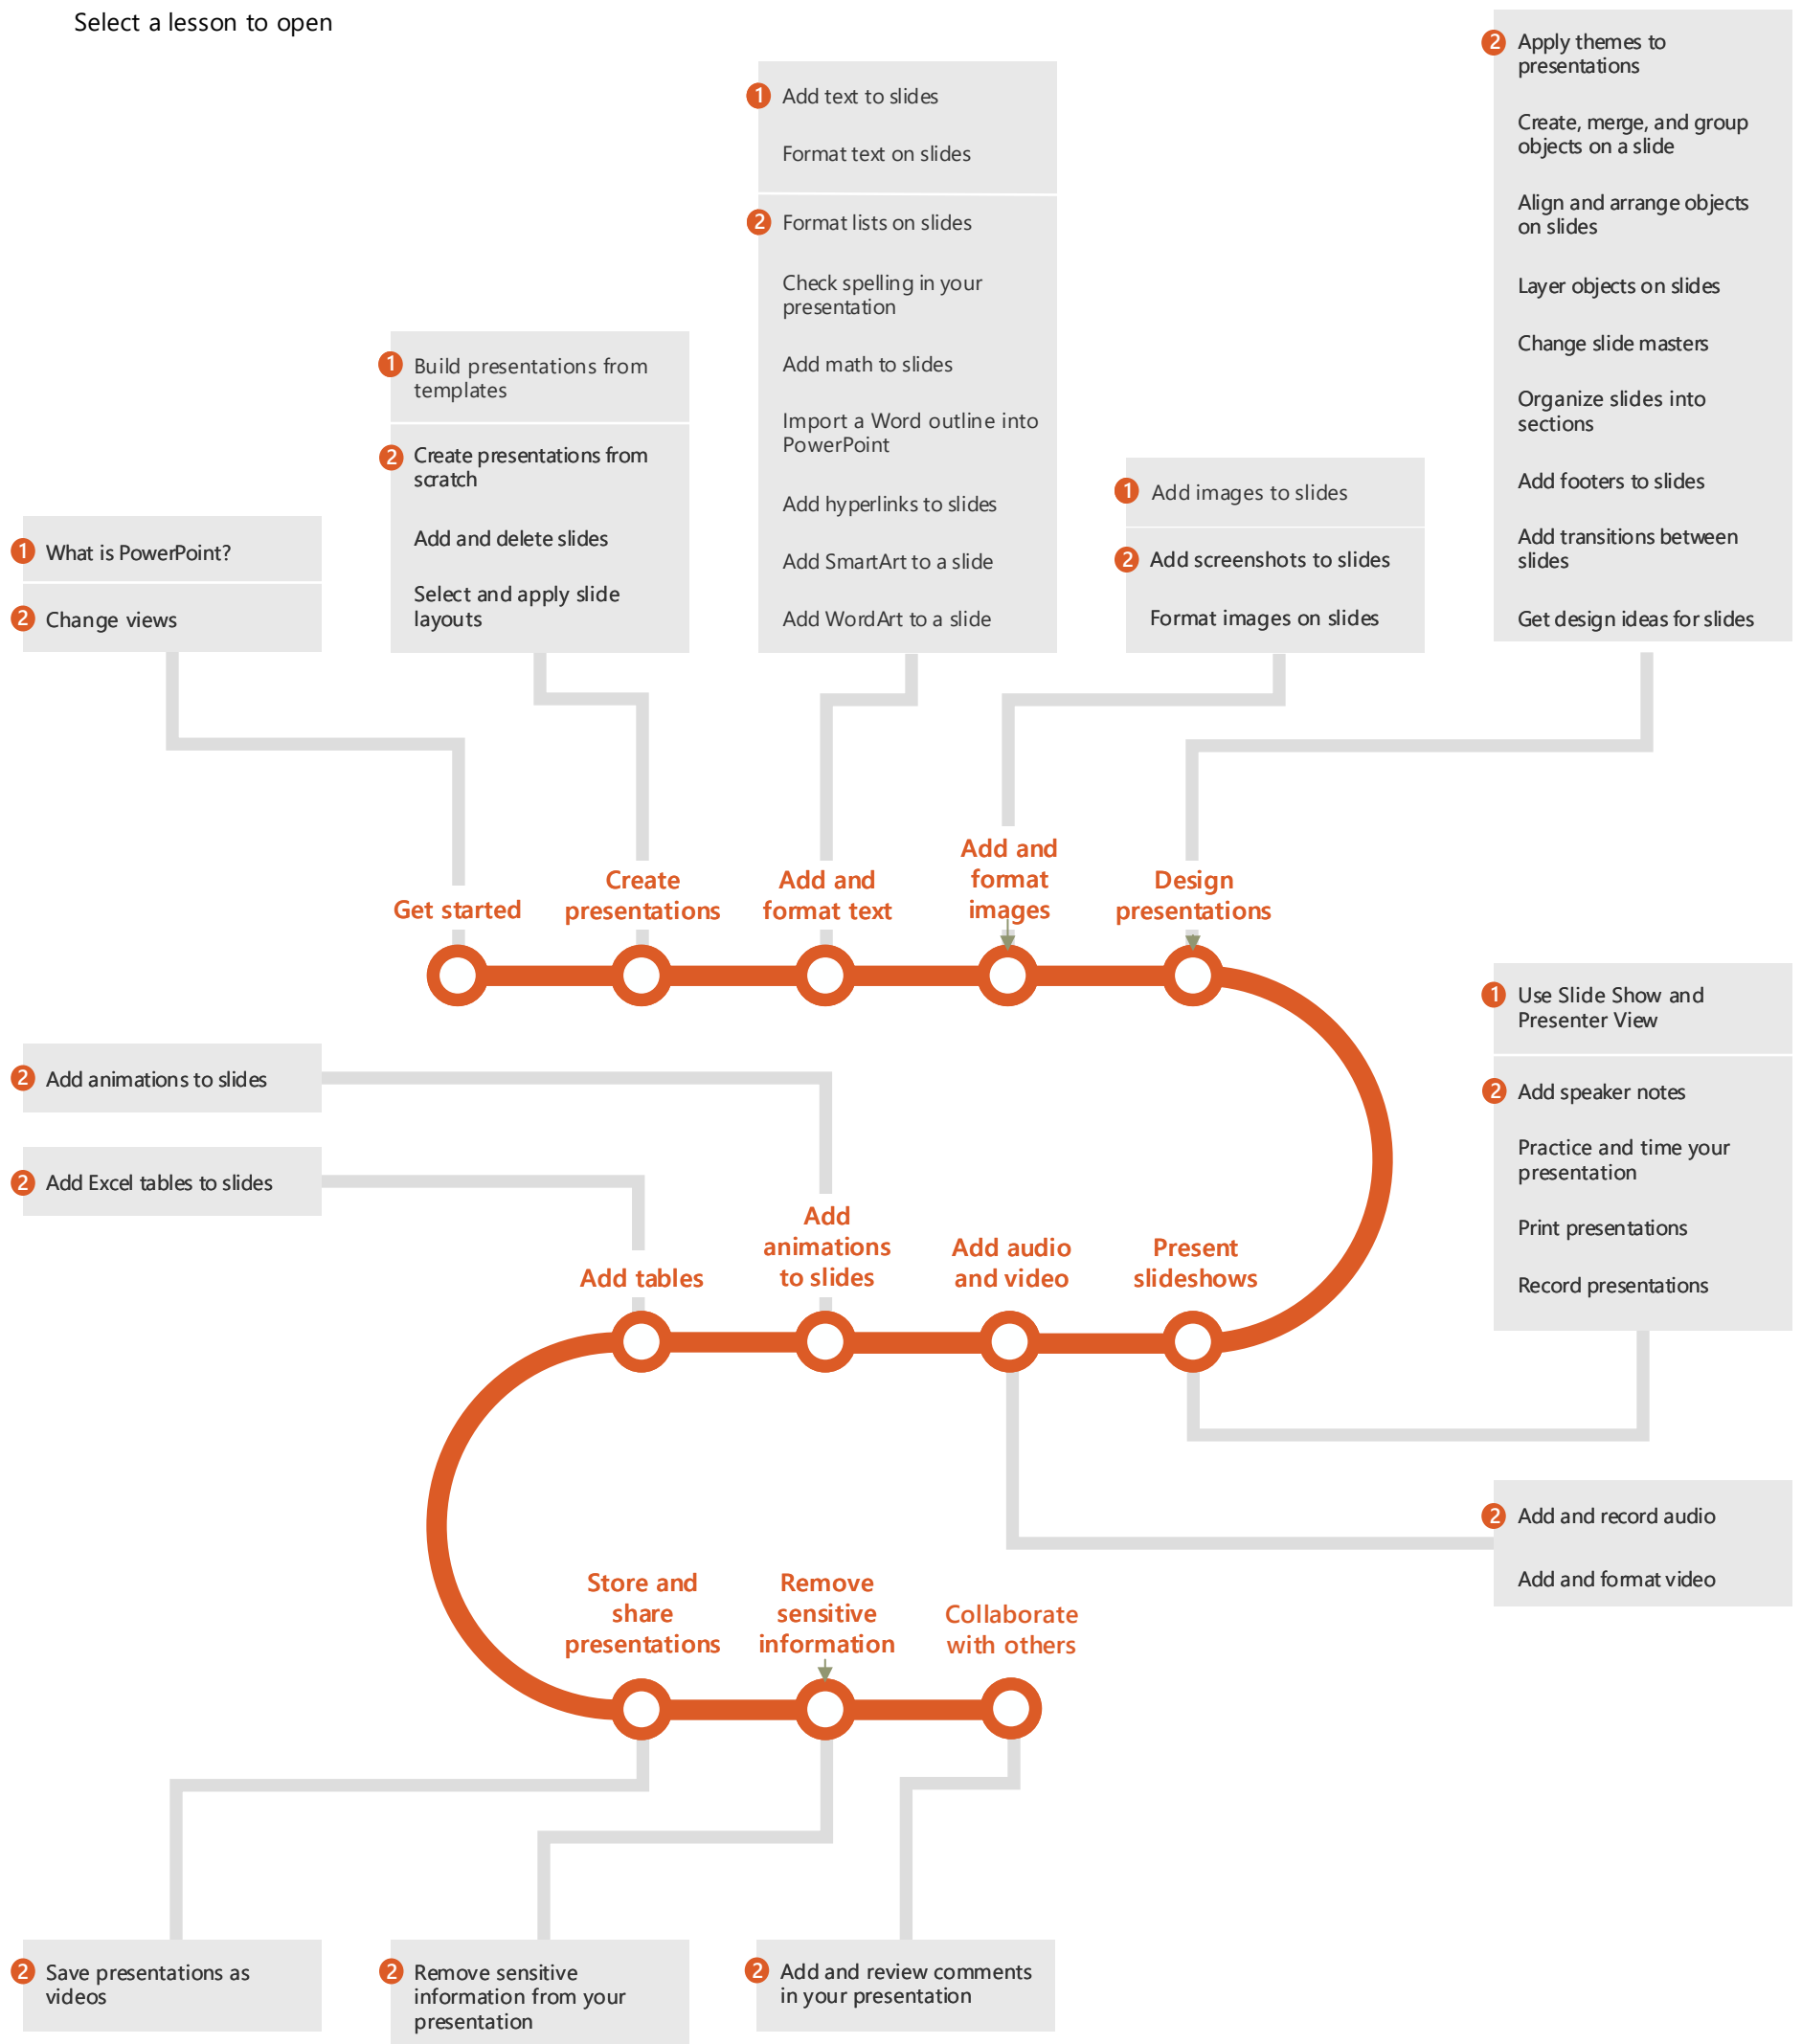 Select a lesson to open
1 What is PowerPoint?
2 Change views
1 Build presentations from
templates
2 Create presentations from
scratch
Add and delete slides
Select and apply slide
layouts
1 Add text to slides
Format text on slides
2 Format lists on slides
Check spelling in your
presentation
Add math to slides
Import a Word outline into
PowerPoint
Add hyperlinks to slides
Add SmartArt to a slide
Add WordArt to a slide
1 Add images to slides
2 Add screenshots to slides
Format images on slides
2 Apply themes to
presentations
Create, merge, and group
objects on a slide
Align and arrange objects
on slides
Layer objects on slides
Change slide masters
Organize slides into
sections
Add footers to slides
Add transitions between
slides
Get design ideas for slides
Get started
Create
presentations
Add and
format text
Add and
format
images
Design
presentations
1 Use Slide Show and
Presenter View
2 Add speaker notes
Practice and time your
presentation
Print presentations
Record presentations
2 Add animations to slides
2 Add Excel tables to slides
Add tables
Add
animations
to slides
Add audio
and video
Present
slideshows
2 Add and record audio
Add and format video
Store and
share
presentations
Remove
sensitive
information
Collaborate
with others
2 Save presentations as
videos
2 Remove sensitive
information from your
presentation
2 Add and review comments
in your presentation